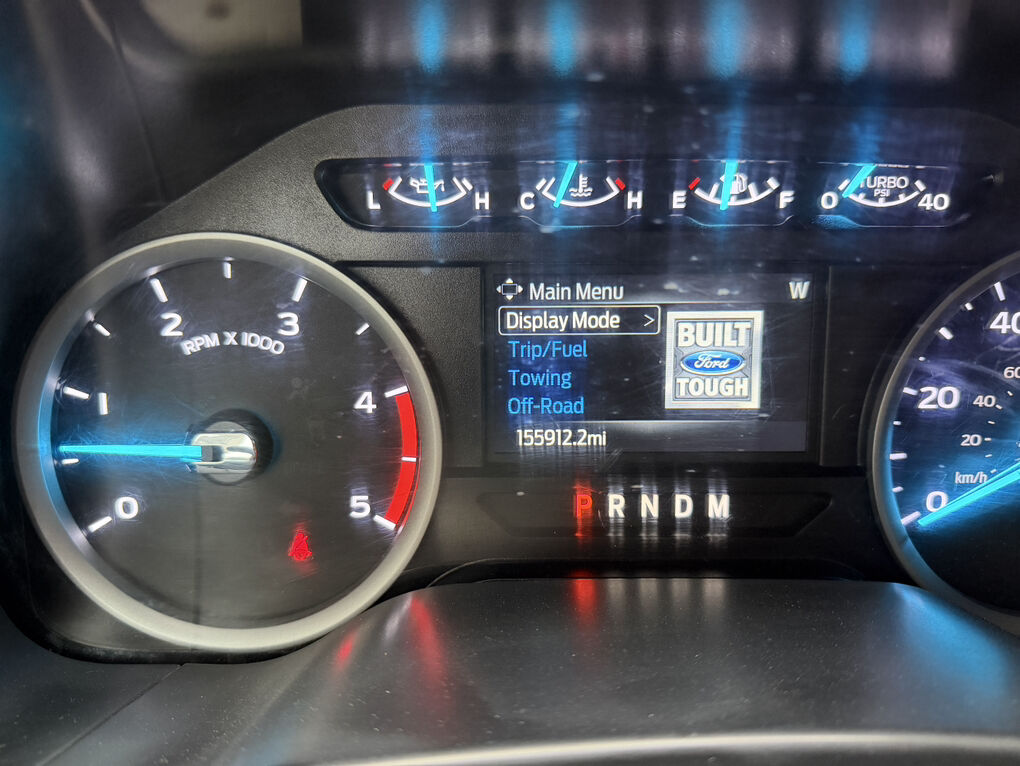 L H
C H
E F
0 TURBO PSI 40
1 2 3 4 5 0
RPM X 1000
Main Menu W
Display Mode >
Trip/Fuel
Towing
Off-Road
155912.2mi
BUILT
Ford
TOUGH
P R N D M
40
60
20 40
20
km/h
0